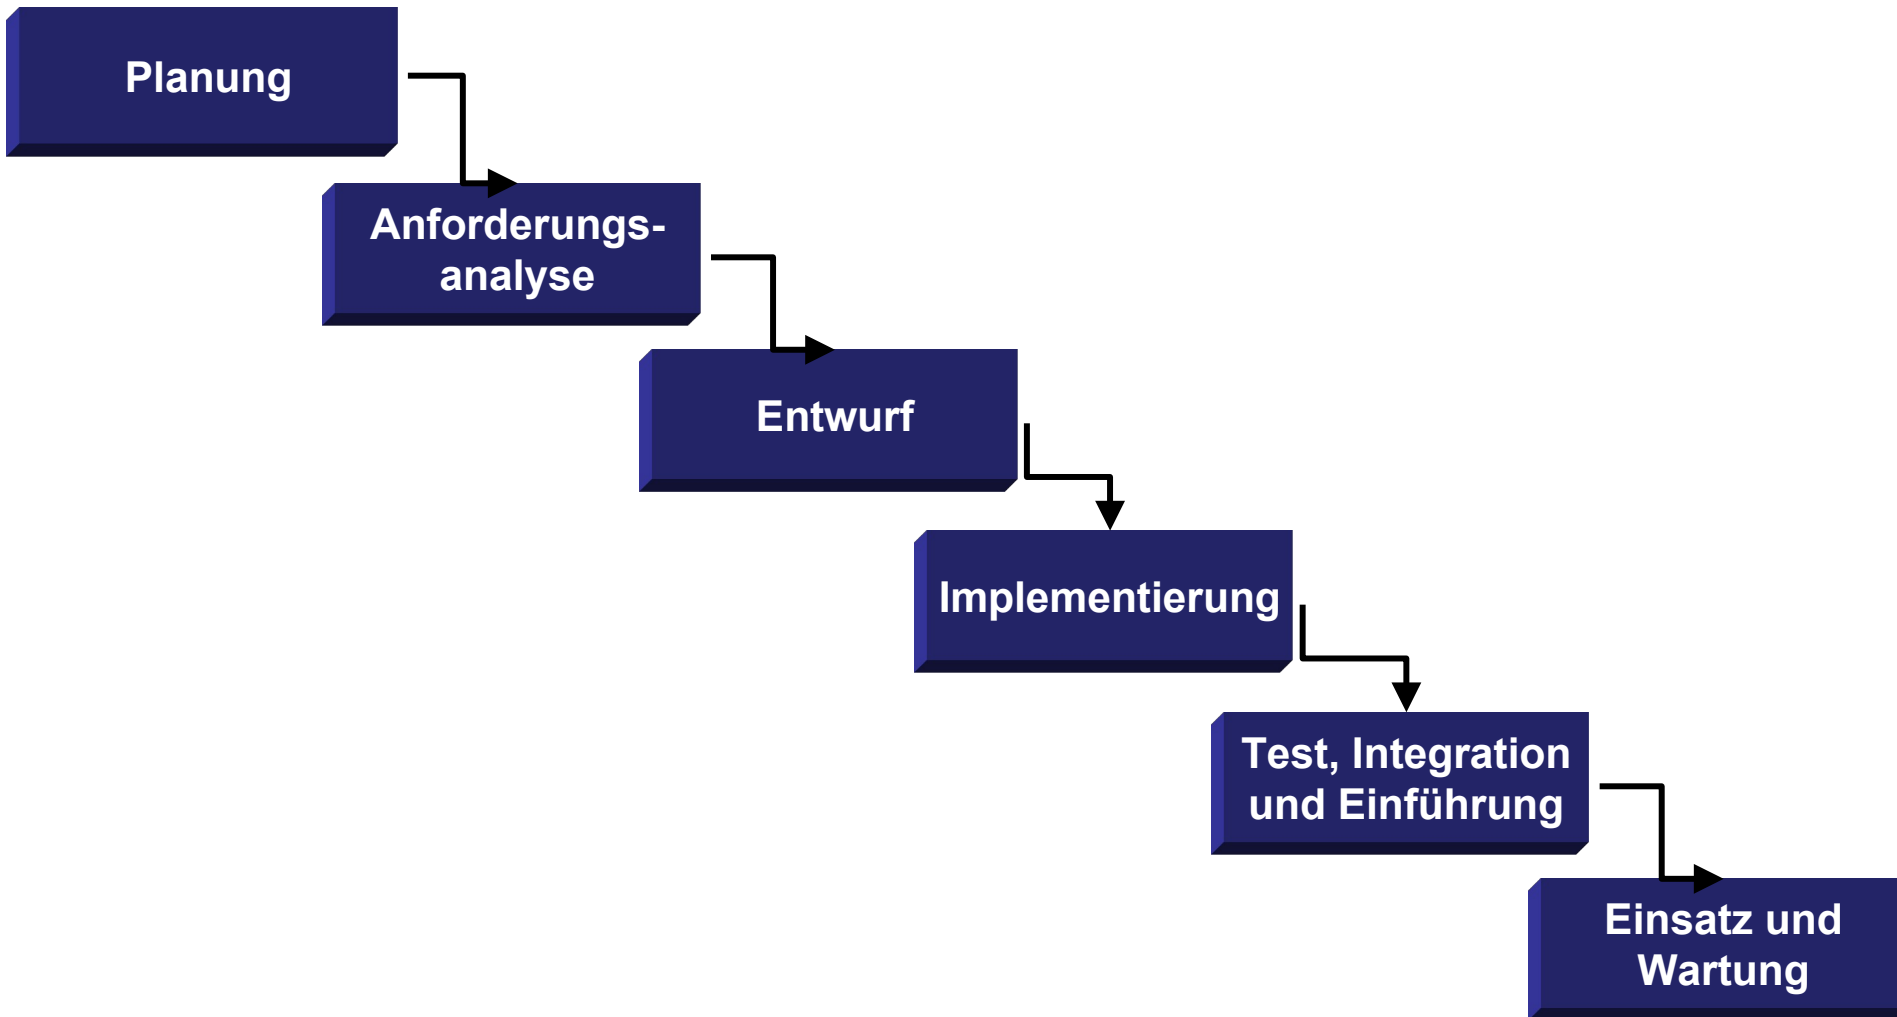 Planung
Anforderungs-
analyse
Entwurf
Implementierung
Test, Integration
und Einführung
Einsatz und
Wartung